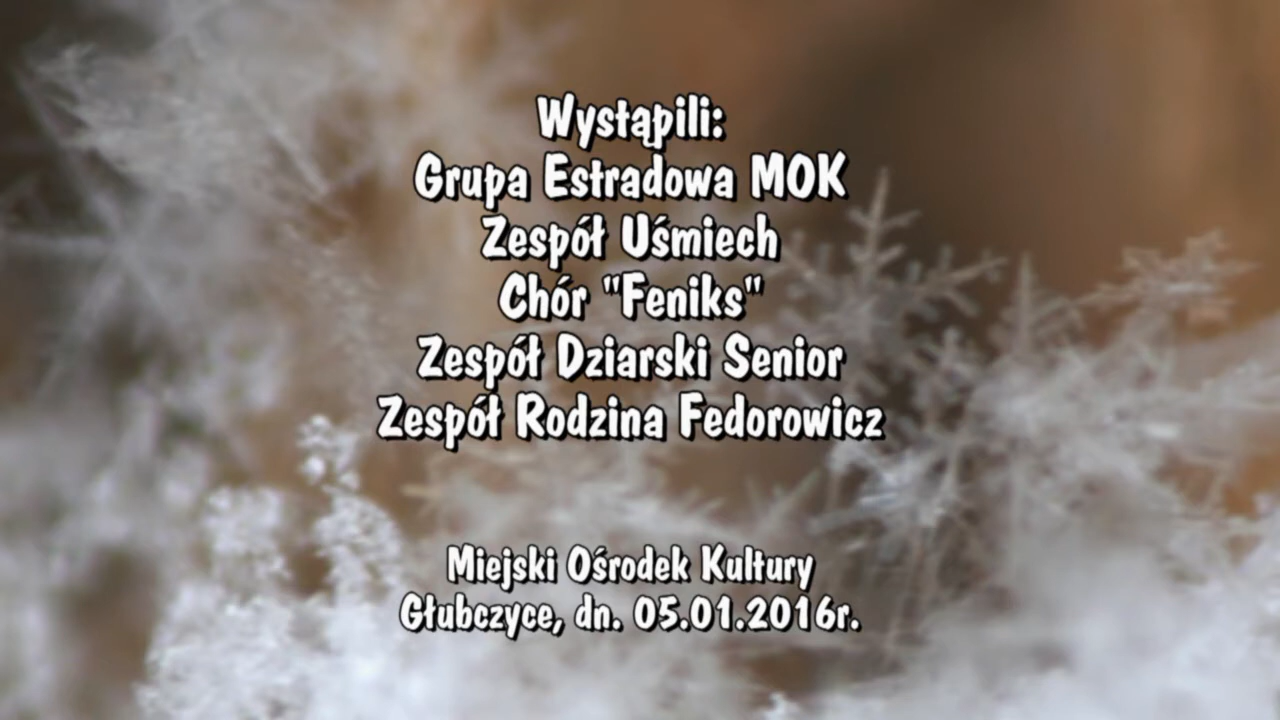 Wystąpili:
Grupa Estradowa MOK
Zespół Uśmiech
Chór "Feniks"
Zespół Dziarski Senior
Zespół Rodzina Fedorowicz
Miejski Ośrodek Kultury
Głubczyce, dn. 05.01.2016r.